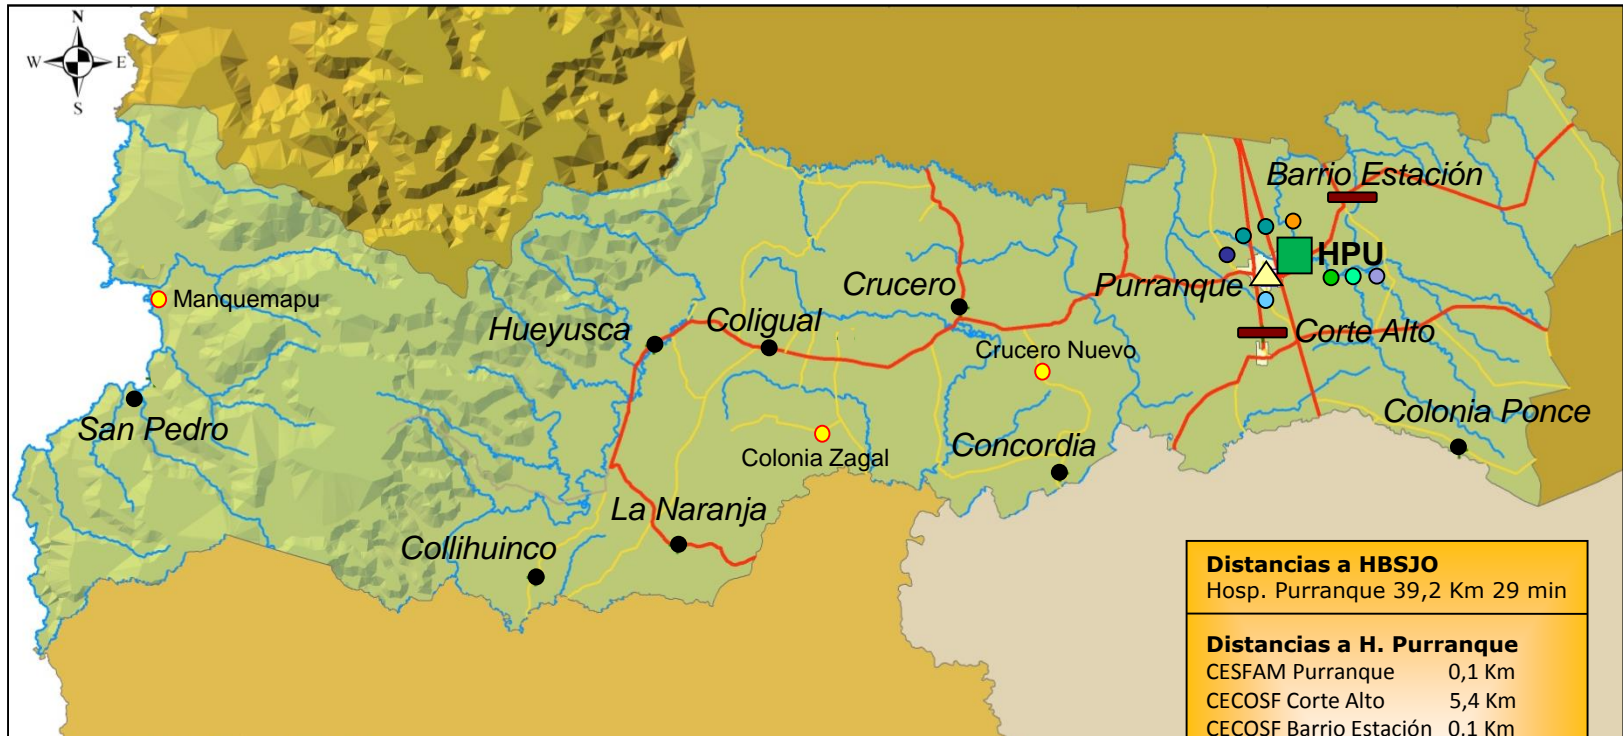 N
W E
S
Barrio Estación
HPU
Purranque
Manquemapu
Crucero
Hueyusca
Coligual
Corte Alto
Crucero Nuevo
San Pedro
Colonia Ponce
Colonia Zagal
Concordia
La Naranja
Collihuinco
Distancias a HBSJO
Hosp. Purranque 39,2 Km 29 min
Distancias a H. Purranque
CESFAM Purranque 0,1 Km
CECOSF Corte Alto 5,4 Km
CECOSF Barrio Estación 0,1 Km